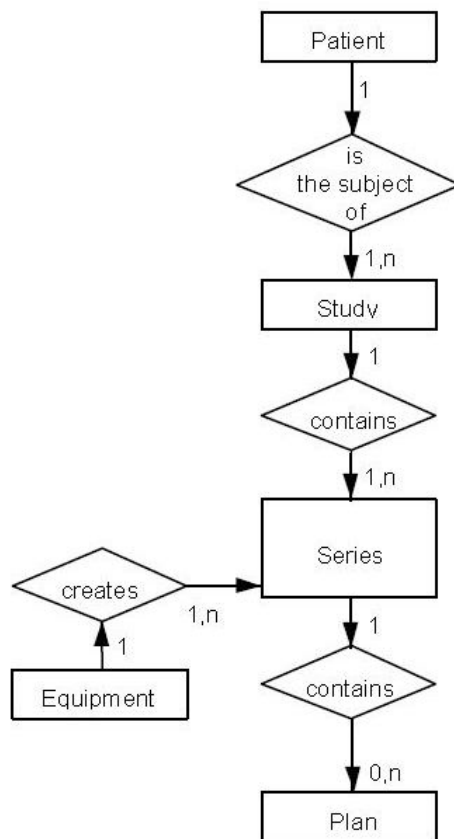 Patient
1
is
the subject
of
1,n
Studv
1
contains
1,n
Series
creates
1,n
1
Equipment
1
contains
0,n
Plan